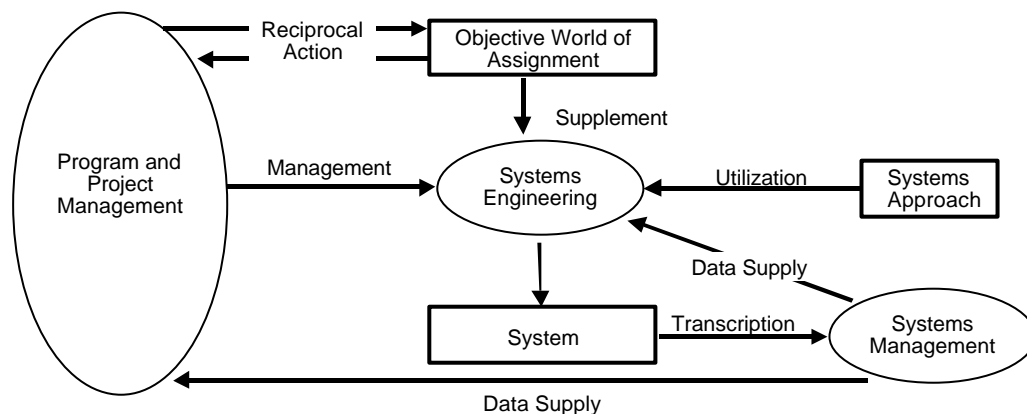 Reciprocal
Action
Objective World of
Assignment
Supplement
Program and
Project
Management
Management
Systems
Engineering
Utilization
Systems
Approach
Data Supply
System
Transcription
Systems
Management
Data Supply